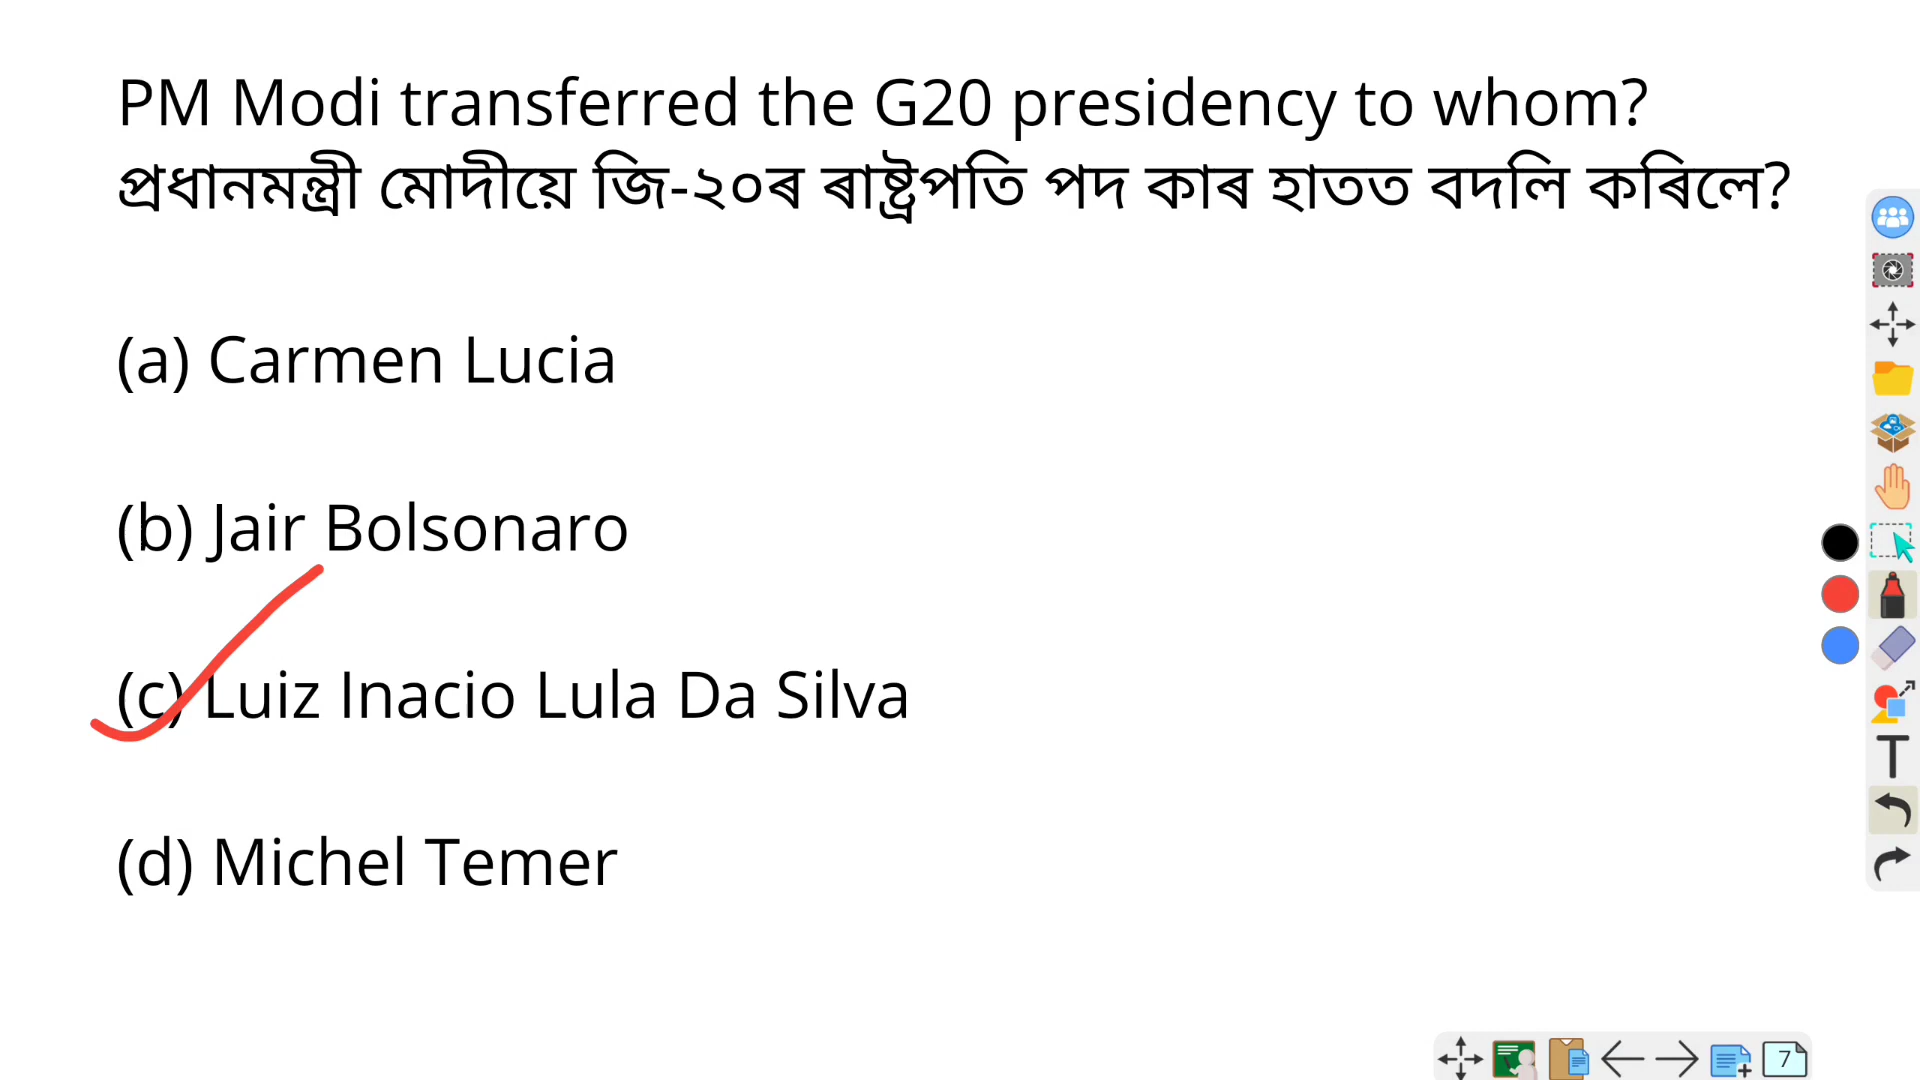 PM Modi transferred the G20 presidency to whom?
প্ৰধানমন্ত্ৰী মোদীয়ে জি-২০ৰ ৰাষ্ট্ৰপতি পদ কাৰ হাতত বদলি কৰিলে?
(a) Carmen Lucia
(b) Jair Bolsonaro
(c) Luiz Inacio Lula Da Silva
(d) Michel Temer
T
7